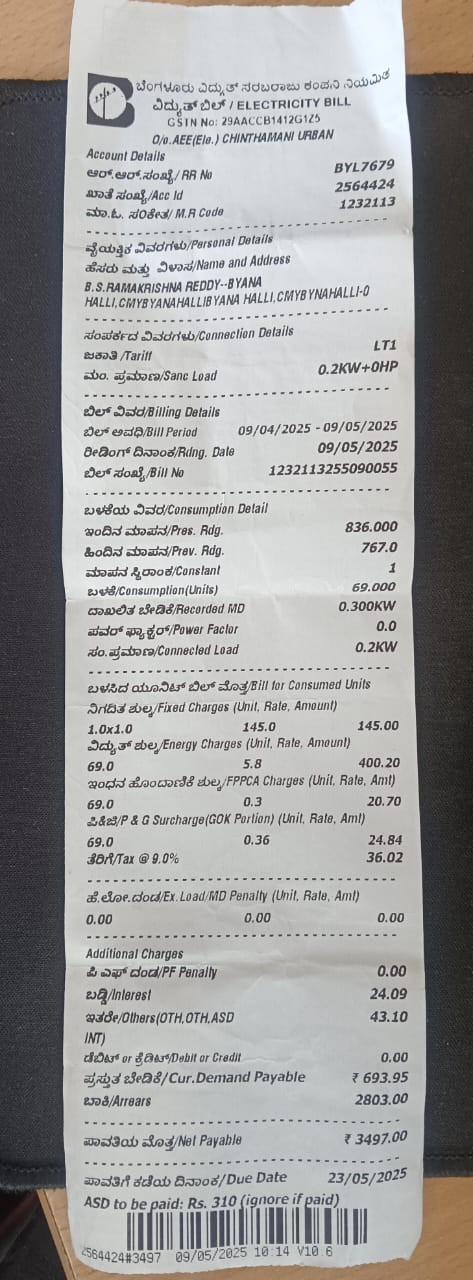 ಬೆಂಗಳೂರು ವಿದ್ಯುತ್ ಸರಬರಾಜು ಕಂಪನಿ ನಿಯಮಿತ
ವಿದ್ಯುತ್ ಬಿಲ್ / ELECTRICITY BILL
GSTIN No: 29AACCB1412G1Z5
O/o.AEE(Ele.) CHINTHAMANI URBAN
Account Details
ಆರ್.ಆರ್.ಸಂಖ್ಯೆ/ RR No BYL7679
ಖಾತೆ ಸಂಖ್ಯೆ/Acc Id 2564424
ಮಾ.ಓ. ಸಂಕೇತ/ M.R Code 1232113
ವೈಯಕ್ತಿಕ ವಿವರಗಳು/Personal Details
ಹೆಸರು ಮತ್ತು ವಿಳಾಸ/Name and Address
B.S.RAMAKRISHNA REDDY--BYANA
HALLI,CMYBYANAHALLIBYANA HALLI,CMYBYNAHALLI-0
ಸಂಪರ್ಕದ ವಿವರಗಳು/Connection Details
ಜಕಾತಿ /Tariff LT1
ಮಂ. ಪ್ರಮಾಣ/Sanc Load 0.2KW+0HP
ಬಿಲ್ ವಿವರ/Billing Details
ಬಿಲ್ ಅವಧಿ/Bill Period 09/04/2025 - 09/05/2025
ರೀಡಿಂಗ್ ದಿನಾಂಕ/Rdng. Date 09/05/2025
ಬಿಲ್ ಸಂಖ್ಯೆ/Bill No 1232113255090055
ಬಳಕೆಯ ವಿವರ/Consumption Detail
ಇಂದಿನ ಮಾಪನ/Pres. Rdg. 836.000
ಹಿಂದಿನ ಮಾಪನ/Prev. Rdg. 767.0
ಮಾಪನ ಸ್ಥಿರಾಂಕ/Constant 1
ಬಳಕೆ/Consumption(Units) 69.000
ದಾಖಲಿತ ಬೇಡಿಕೆ/Recorded MD 0.300KW
ಪವರ್ ಫ್ಯಾಕ್ಟರ್/Power Factor 0.0
ಸಂ.ಪ್ರಮಾಣ/Connected Load 0.2KW
ಬಳಸಿದ ಯೂನಿಟ್ ಬಿಲ್ ಮೊತ್ತ/Bill for Consumed Units
ನಿಗದಿತ ಶುಲ್ಕ/Fixed Charges (Unit, Rate, Amount)
1.0x1.0 145.0 145.00
ವಿದ್ಯುತ್ ಶುಲ್ಕ/Energy Charges (Unit, Rate, Amount)
69.0 5.8 400.20
ಇಂಧನ ಹೊಂದಾಣಿಕೆ ಶುಲ್ಕ/FPPCA Charges (Unit, Rate, Amt)
69.0 0.3 20.70
ಪಿ&ಜಿ/P & G Surcharge(GOK Portion) (Unit, Rate, Amt)
69.0 0.36 24.84
ತೆರಿಗೆ/Tax @ 9.0% 36.02
ಹೆ.ಲೋ.ದಂಡ/Ex.Load/MD Penalty (Unit, Rate, Amt)
0.00 0.00 0.00
Additional Charges
ಪಿ ಎಫ್ ದಂಡ/PF Penalty 0.00
ಬಡ್ಡಿ/Interest 24.09
ಇತರೇ/Others(OTH,OTH,ASD 43.10
INT)
ಡೆಬಿಟ್ or ಕ್ರೆಡಿಟ್/Debit or Credit 0.00
ಪ್ರಸ್ತುತ ಬೇಡಿಕೆ/Cur.Demand Payable ₹ 693.95
ಬಾಕಿ/Arrears 2803.00
ಪಾವತಿಯ ಮೊತ್ತ/Net Payable ₹ 3497.00
ಪಾವತಿಗೆ ಕಡೆಯ ದಿನಾಂಕ/Due Date 23/05/2025
ASD to be paid: Rs. 310 (ignore if paid)
2564424#3497 09/05/2025 10:14 V10.6